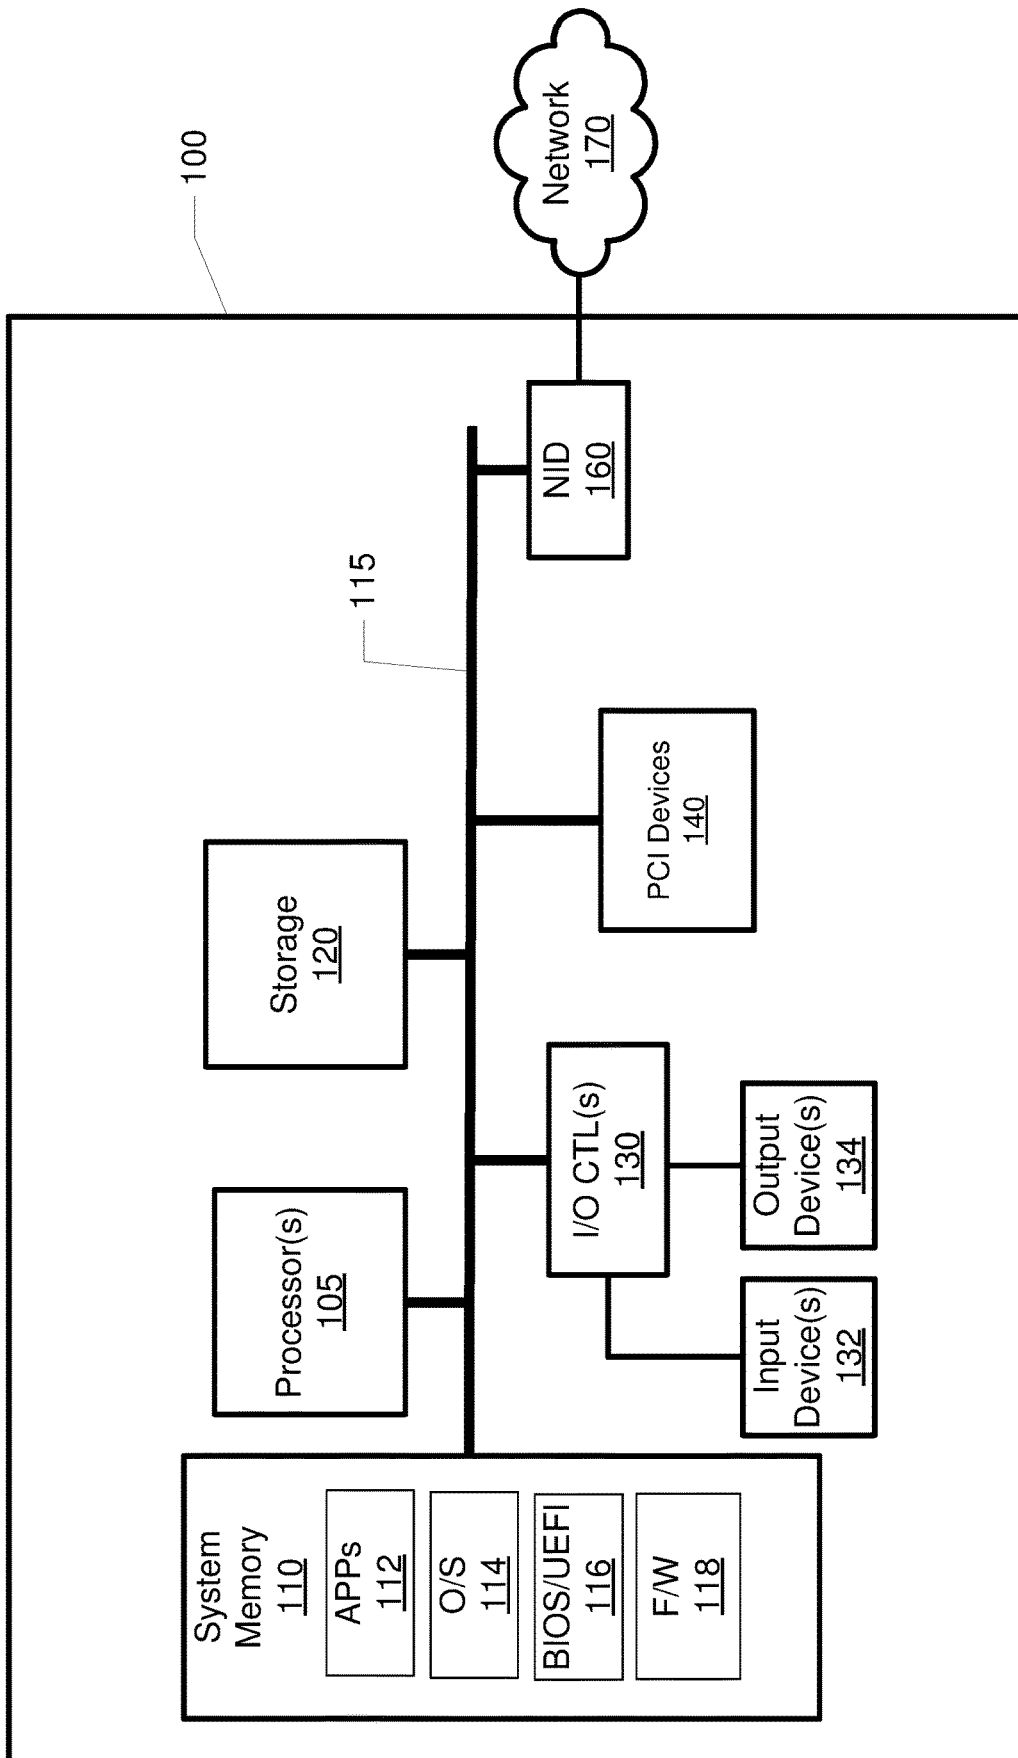 100
System
Memory
110
APPs
112
O/S
114
BIOS/UEFI
116
F/W
118
Processor(s)
105
Storage
120
115
I/O CTL(s)
130
Input
Device(s)
132
Output
Device(s)
134
PCI Devices
140
NID
160
Network
170